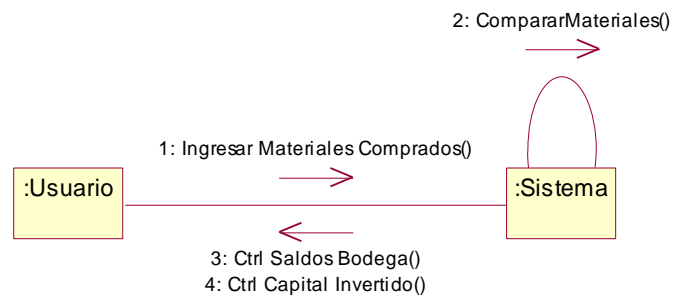 2: CompararMateriales()
1: Ingresar Materiales Comprados()
:Usuario
:Sistema
3: Ctrl Saldos Bodega()
4: Ctrl Capital Invertido()